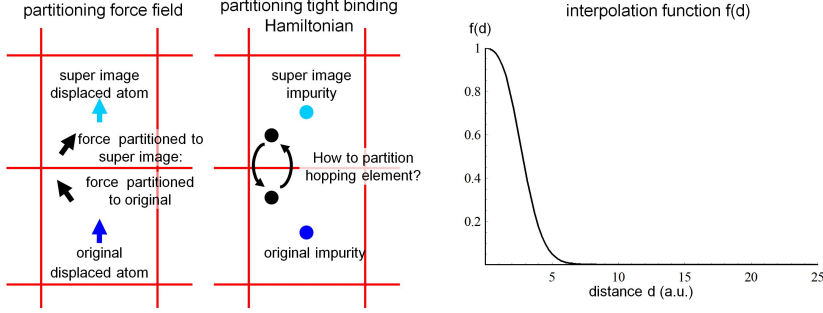 partitioning force field
super image
displaced atom
force partitioned to
super image:
force partitioned
to original
original
displaced atom
partitioning tight binding
Hamiltonian
super image
impurity
How to partition
hopping element?
original impurity
interpolation function f(d)
f(d)
1
0.8
0.6
0.4
0.2
5
10
15
20
25
distance d (a.u.)